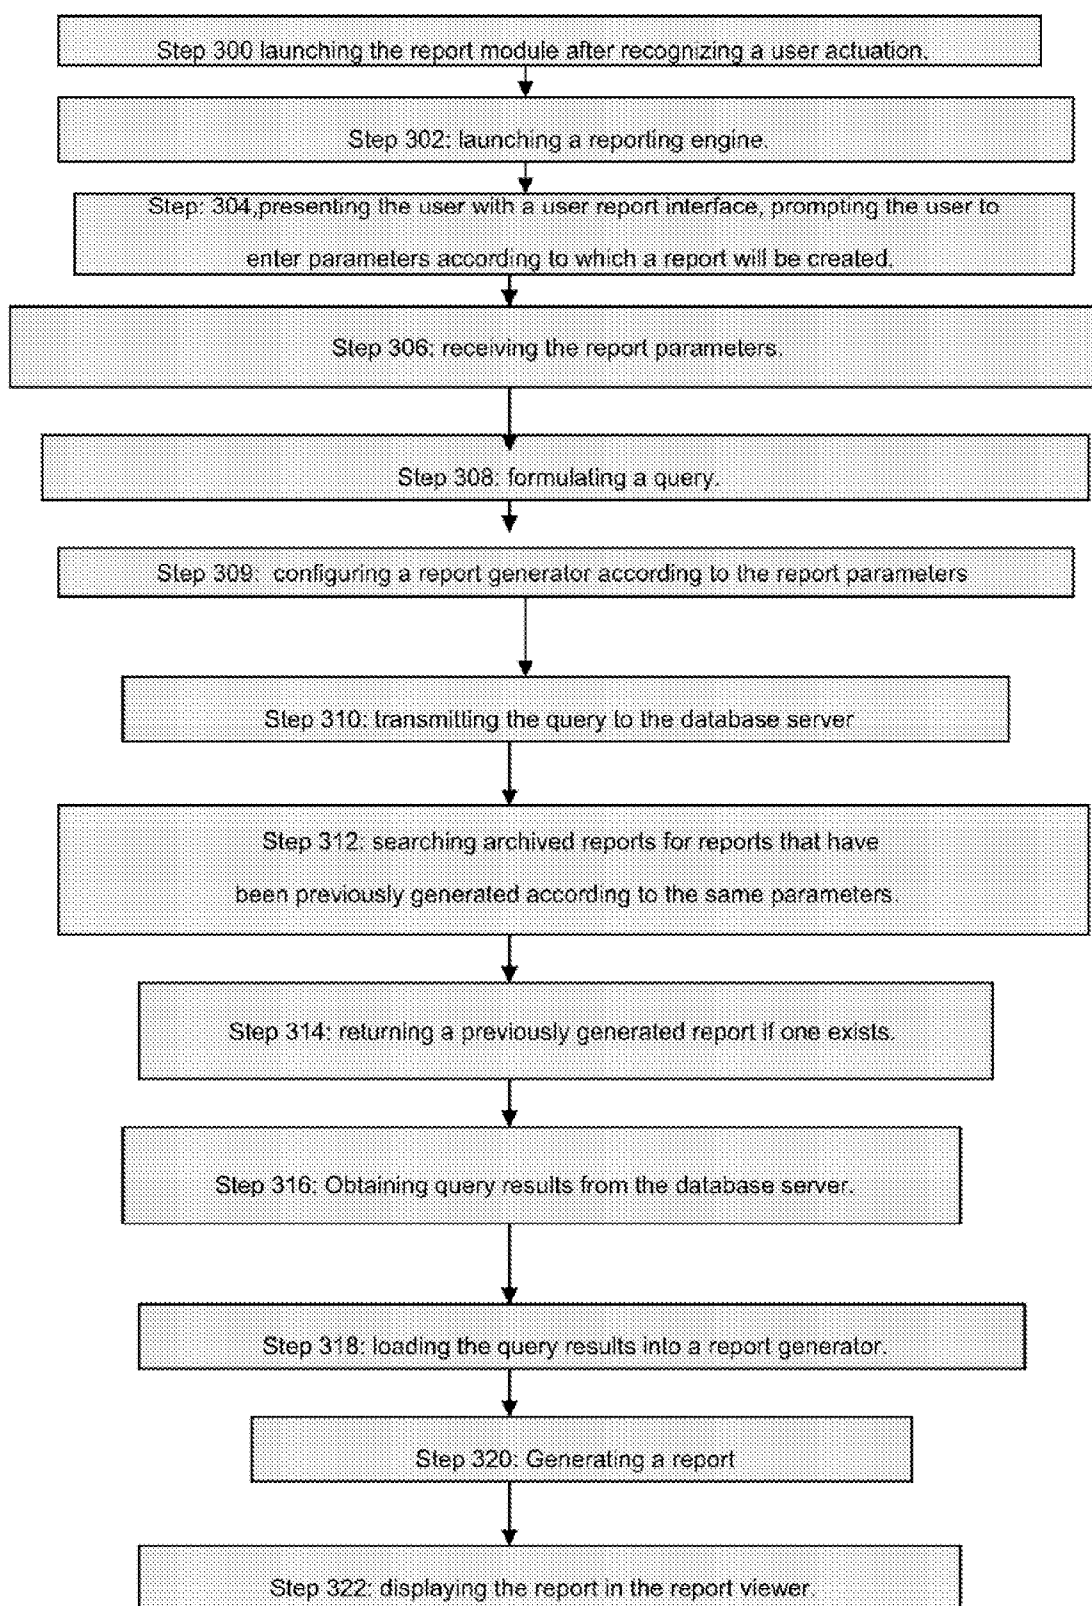 Step 300 launching the report module after recognizing a user actuation.
Step 302: launching a reporting engine.
Step: 304,presenting the user with a user report interface, prompting the user to
enter parameters according to which a report will be created.
Step 306: receiving the report parameters.
Step 308: formulating a query.
Step 309: configuring a report generator according to the report parameters
Step 310: transmitting the query to the database server
Step 312: searching archived reports for reports that have
been previously generated according to the same parameters.
Step 314: returning a previously generated report if one exists.
Step 316: Obtaining query results from the database server.
Step 318: loading the query results into a report generator.
Step 320: Generating a report
Step 322: displaying the report in the report viewer.